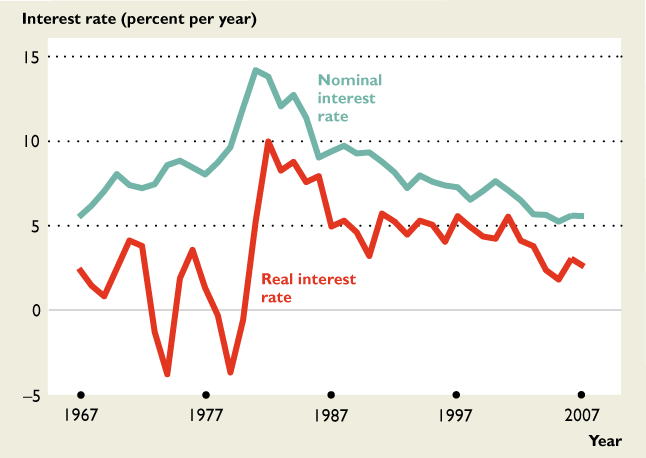 Interest rate (percent per year)
15
Nominal
interest
rate
10
5
Real interest
rate
0
–5
1967 1977 1987 1997 2007
Year